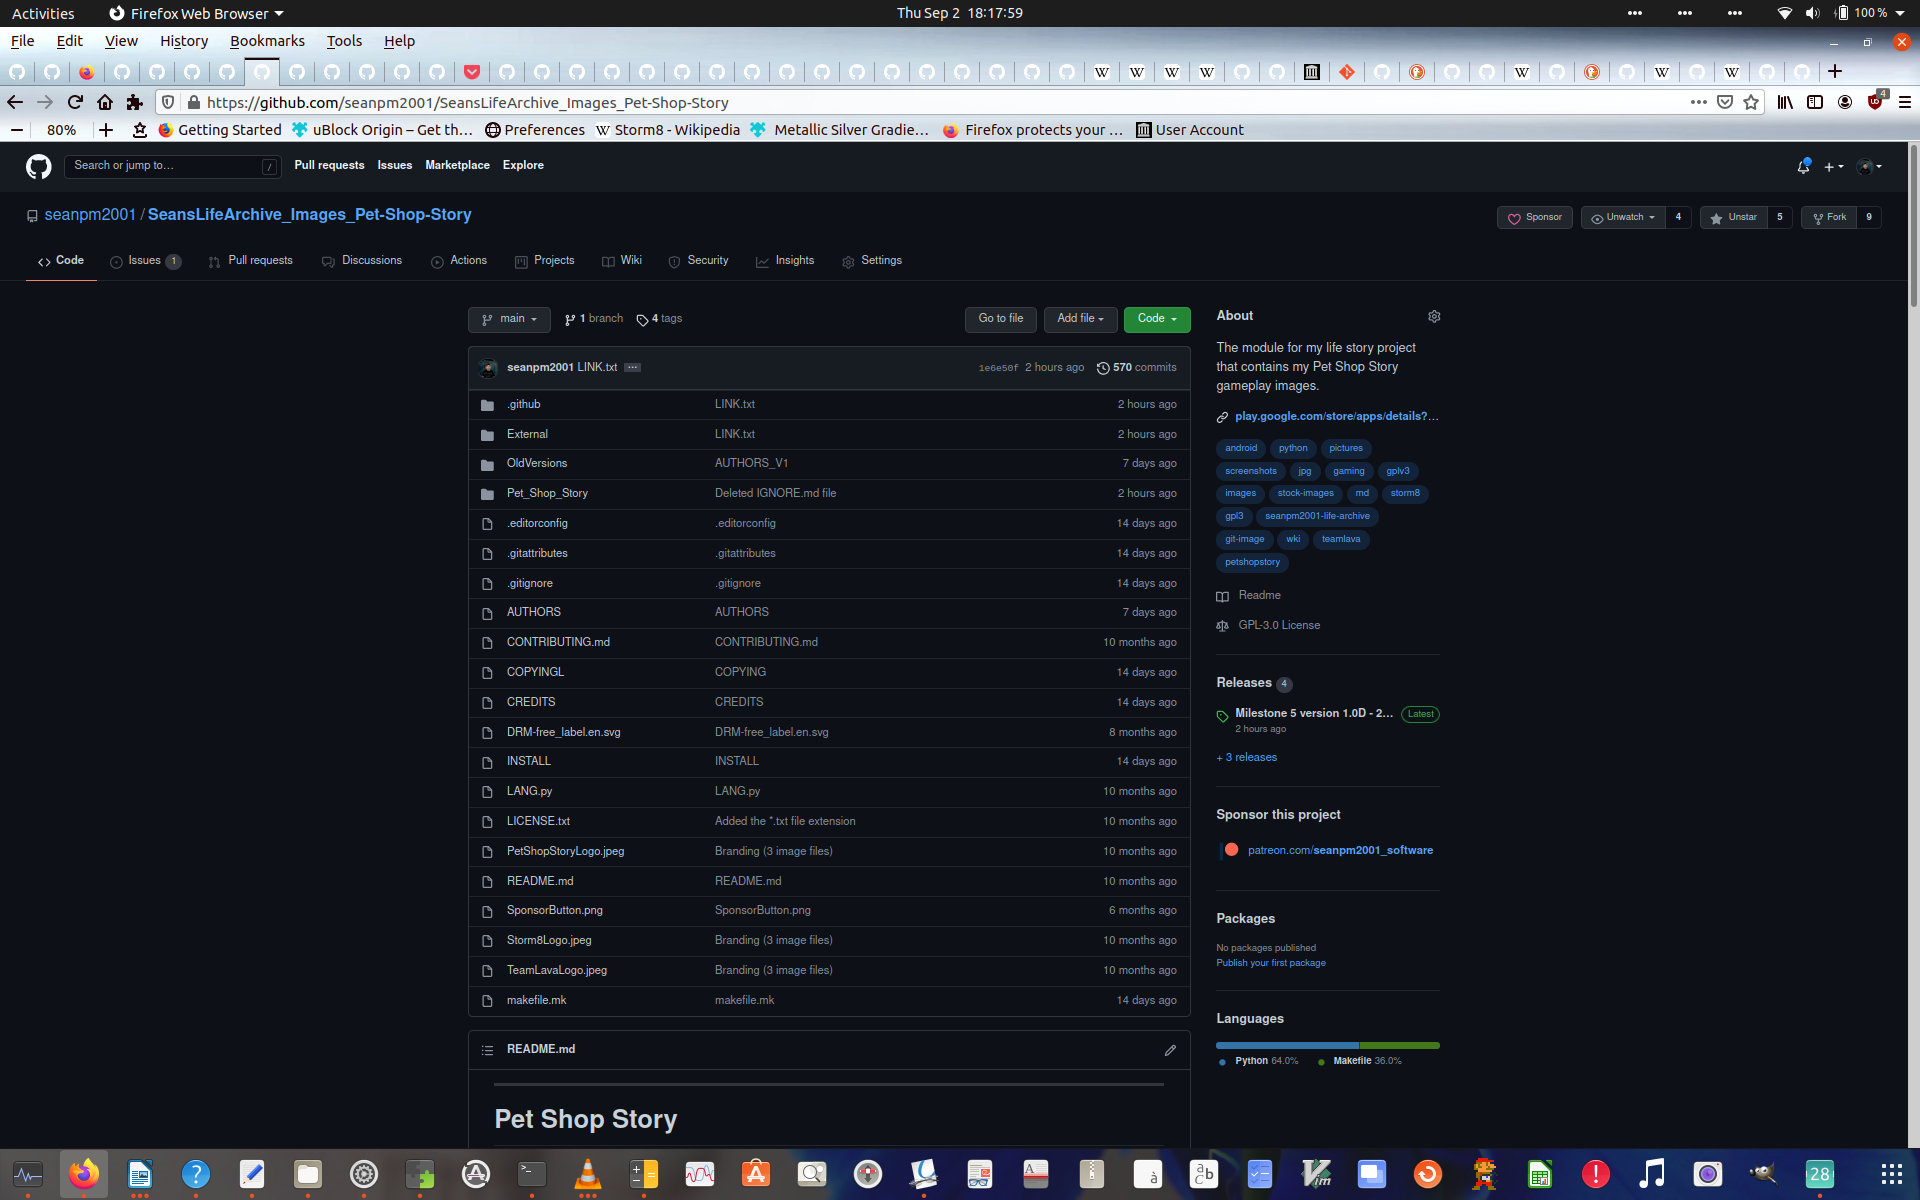 Activities Firefox Web Browser Thu Sep 2 18:17:59 100 %
File Edit View History Bookmarks Tools Help
https://github.com/seanpm2001/SeansLifeArchive_Images_Pet-Shop-Story 4
80% Getting Started uBlock Origin – Get th... Preferences Storm8 - Wikipedia Metallic Silver Gradie... Firefox protects your ... User Account
Search or jump to... / Pull requests Issues Marketplace Explore
seanpm2001 / SeansLifeArchive_Images_Pet-Shop-Story Sponsor Unwatch 4 Unstar 5 Fork 9
Code Issues 1 Pull requests Discussions Actions Projects Wiki Security Insights Settings
main 1 branch 4 tags Go to file Add file Code
seanpm2001 LINK.txt ... 1e6e50f 2 hours ago 570 commits
.github LINK.txt 2 hours ago
External LINK.txt 2 hours ago
OldVersions AUTHORS_V1 7 days ago
Pet_Shop_Story Deleted IGNORE.md file 2 hours ago
.editorconfig .editorconfig 14 days ago
.gitattributes .gitattributes 14 days ago
.gitignore .gitignore 14 days ago
AUTHORS AUTHORS 7 days ago
CONTRIBUTING.md CONTRIBUTING.md 10 months ago
COPYINGL COPYING 14 days ago
CREDITS CREDITS 14 days ago
DRM-free_label.en.svg DRM-free_label.en.svg 8 months ago
INSTALL INSTALL 14 days ago
LANG.py LANG.py 10 months ago
LICENSE.txt Added the *.txt file extension 10 months ago
PetShopStoryLogo.jpeg Branding (3 image files) 10 months ago
README.md README.md 10 months ago
SponsorButton.png SponsorButton.png 6 months ago
Storm8Logo.jpeg Branding (3 image files) 10 months ago
TeamLavaLogo.jpeg Branding (3 image files) 10 months ago
makefile.mk makefile.mk 14 days ago
README.md
Pet Shop Story
About
The module for my life story project
that contains my Pet Shop Story
gameplay images.
play.google.com/store/apps/details?...
android python pictures
screenshots jpg gaming gplv3
images stock-images md storm8
gpl3 seanpm2001-life-archive
git-image wki teamlava
petshopstory
Readme
GPL-3.0 License
Releases 4
Milestone 5 version 1.0D - 2... Latest
2 hours ago
+ 3 releases
Sponsor this project
patreon.com/seanpm2001_software
Packages
No packages published
Publish your first package
Languages
Python 64.0% Makefile 36.0%
28